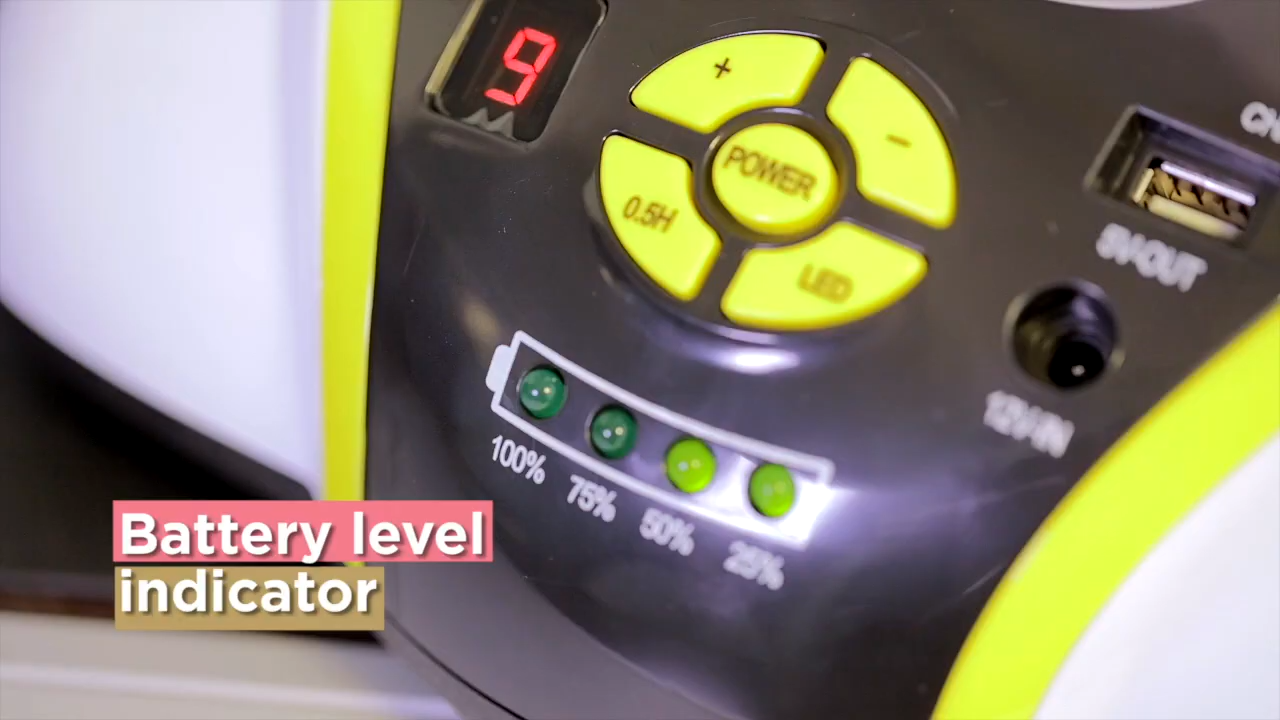 9
+
-
POWER
0.5H
LED
5V-OUT
12V-IN
100%
75%
50%
25%
Battery level
indicator